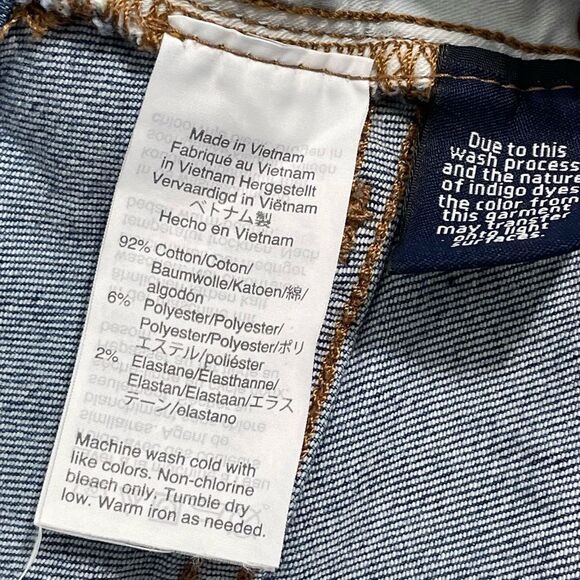 Made in Vietnam
Fabriqué au Vietnam
in Vietnam Hergestellt
Vervaardigd in Viëtnam
ベトナム製
Hecho en Vietnam
92% Cotton/Coton/
Baumwolle/Katoen/綿/
algodón
6% Polyester/Polyester/
Polyester/Polyester/ポリ
エステル/poliéster
2% Elastane/Elasthanne/
Elastan/Elastaan/エラス
テーン/elastano
Machine wash cold with
like colors. Non-chlorine
bleach only. Tumble dry
low. Warm iron as needed.
Due to this
wash process
and the nature
of indigo dyes
the color from
this garment
may transfer
onto other
surfaces.